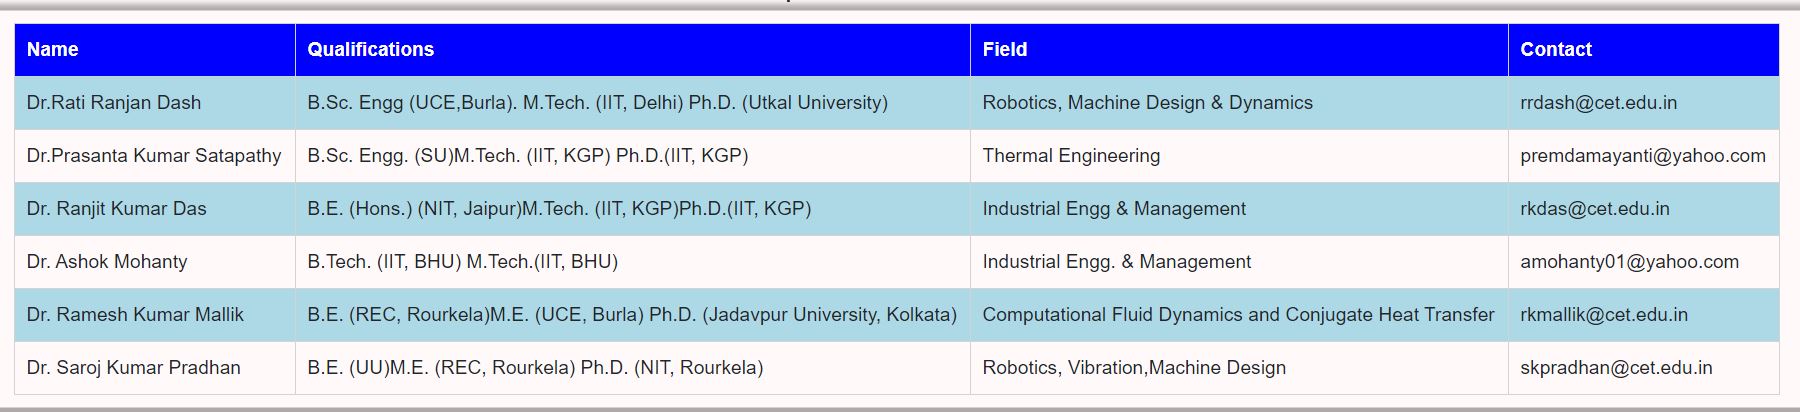 Name Qualifications Field Contact
Dr.Rati Ranjan Dash B.Sc. Engg (UCE,Burla). M.Tech. (IIT, Delhi) Ph.D. (Utkal University) Robotics, Machine Design & Dynamics rrdash@cet.edu.in
Dr.Prasanta Kumar Satapathy B.Sc. Engg. (SU)M.Tech. (IIT, KGP) Ph.D.(IIT, KGP) Thermal Engineering premdamayanti@yahoo.com
Dr. Ranjit Kumar Das B.E. (Hons.) (NIT, Jaipur)M.Tech. (IIT, KGP)Ph.D.(IIT, KGP) Industrial Engg & Management rkdas@cet.edu.in
Dr. Ashok Mohanty B.Tech. (IIT, BHU) M.Tech.(IIT, BHU) Industrial Engg. & Management amohanty01@yahoo.com
Dr. Ramesh Kumar Mallik B.E. (REC, Rourkela)M.E. (UCE, Burla) Ph.D. (Jadavpur University, Kolkata) Computational Fluid Dynamics and Conjugate Heat Transfer rkmallik@cet.edu.in
Dr. Saroj Kumar Pradhan B.E. (UU)M.E. (REC, Rourkela) Ph.D. (NIT, Rourkela) Robotics, Vibration,Machine Design skpradhan@cet.edu.in